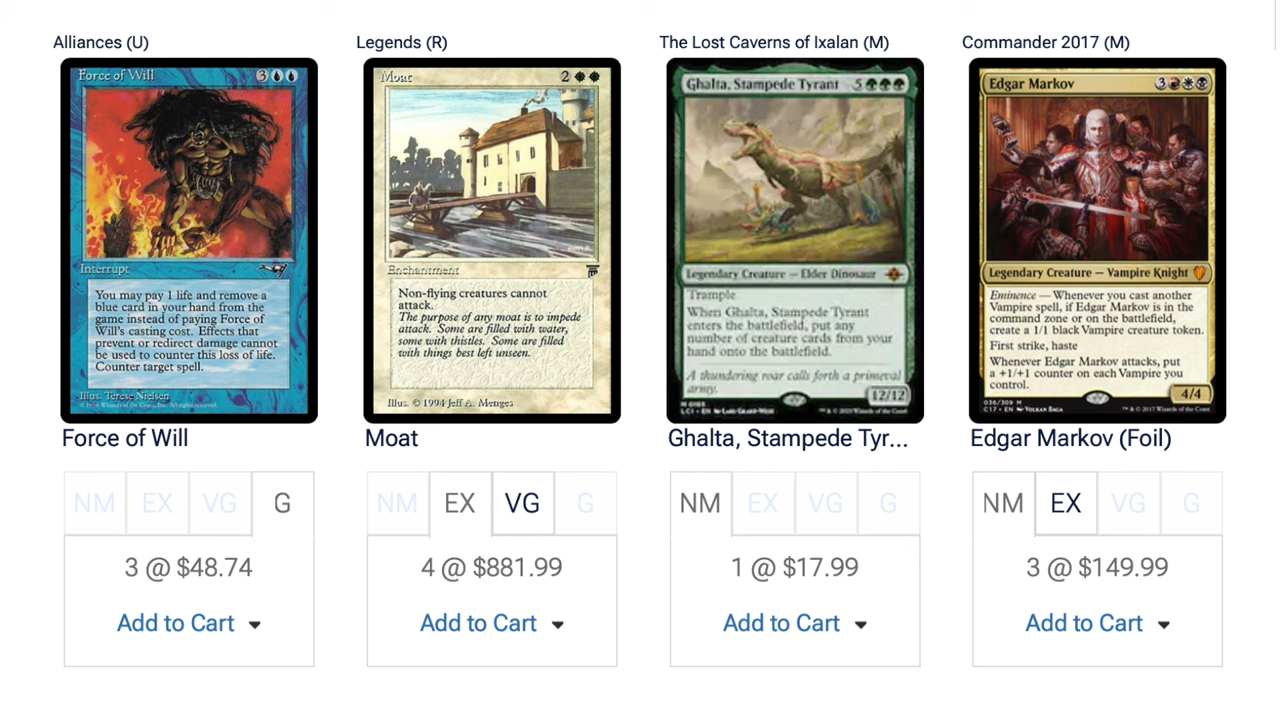 Alliances (U)
Force of Will
3
Interrupt
You may pay 1 life and remove a
blue card in your hand from the
game instead of paying Force of
Will's casting cost. Effects that
prevent or redirect damage cannot
be used to counter this loss of life.
Counter target spell.
Illus. Terese Nielsen
Force of Will
NM EX VG G
3 @ $48.74
Add to Cart
Legends (R)
Moat
2
Enchantment
Non-flying creatures cannot
attack.
The purpose of any moat is to impede
attack. Some are filled with water,
some with thistles. Some are filled
with things best left unseen.
Illus. © 1994 Jeff A. Menges
Moat
NM EX VG G
4 @ $881.99
Add to Cart
The Lost Caverns of Ixalan (M)
Ghalta, Stampede Tyrant
5
Legendary Creature — Elder Dinosaur
Trample
When Ghalta, Stampede Tyrant
enters the battlefield, put any
number of creature cards from your
hand onto the battlefield.
A thundering roar calls forth a primeval
army.
12/12
Ghalta, Stampede Tyr...
NM EX VG G
1 @ $17.99
Add to Cart
Commander 2017 (M)
Edgar Markov
3
Legendary Creature — Vampire Knight
Eminence — Whenever you cast another
Vampire spell, if Edgar Markov is in the
command zone or on the battlefield,
create a 1/1 black Vampire creature token.
First strike, haste
Whenever Edgar Markov attacks, put
a +1/+1 counter on each Vampire you
control.
4/4
036/309 M
C17 • EN Volkan Baga
™ & © 2017 Wizards of the Coast
Edgar Markov (Foil)
NM EX VG G
3 @ $149.99
Add to Cart